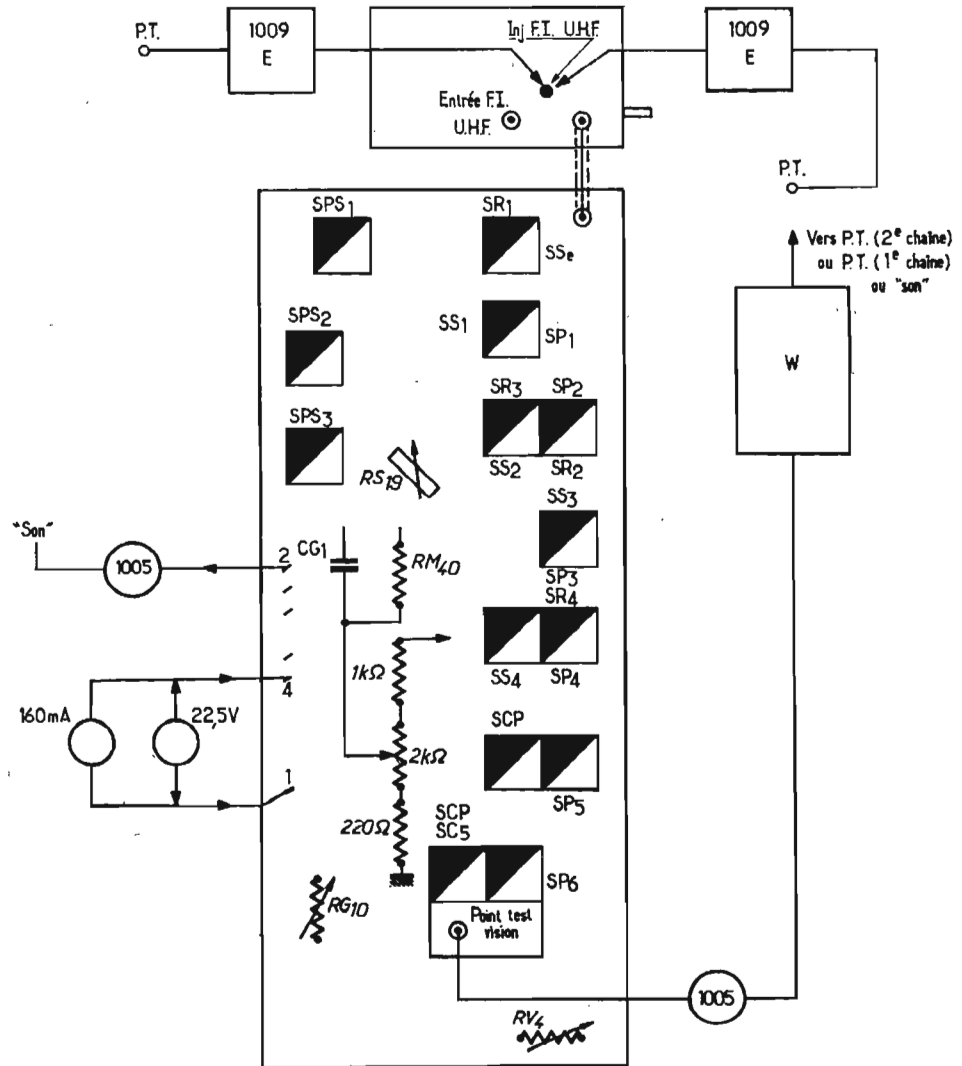 P.T.
1009
E
Inj F.I. U.H.F.
1009
E
Entrée F.I.
U.H.F.
P.T.
SPS1
SR1
SSe
Vers P.T. (2e chaîne)
ou P.T. (1e chaîne)
ou "son"
SPS2
SS1
SP1
W
SR3
SP2
SPS3
SS2
SR2
RS19
SS3
"Son"
1005
2
CG1
RM40
SP3
SR4
1kΩ
SS4
SP4
4
160mA
22,5V
2kΩ
SCP
1
SP5
220Ω
SCP
SC5
SP6
RG10
Point test
vision
1005
RV4